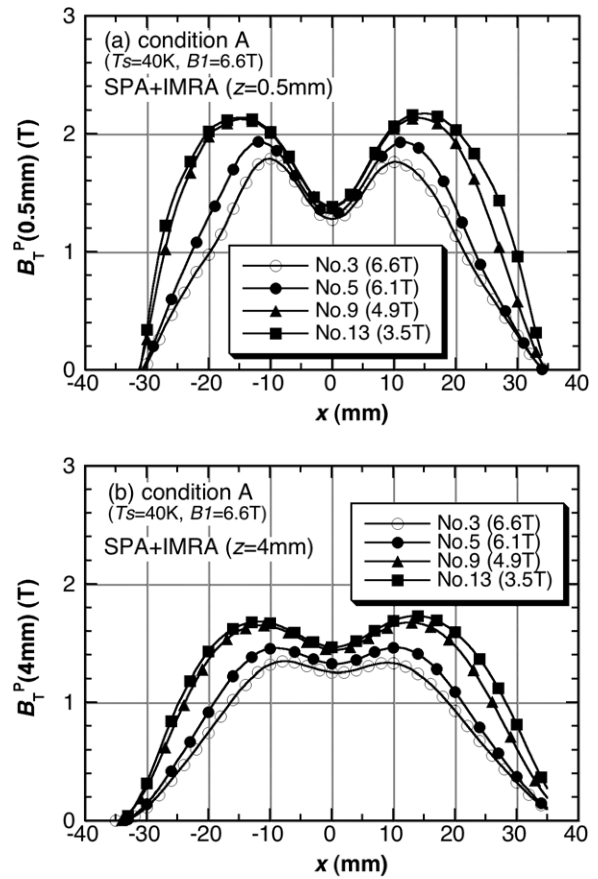 (a) condition A
(Ts=40K, B1=6.6T)
SPA+IMRA (z=0.5mm)
B_T^P(0.5mm) (T)
3
2
1
0
No.3 (6.6T)
No.5 (6.1T)
No.9 (4.9T)
No.13 (3.5T)
-40 -30 -20 -10 0 10 20 30 40
x (mm)
(b) condition A
(Ts=40K, B1=6.6T)
SPA+IMRA (z=4mm)
B_T^P(4mm) (T)
3
2
1
0
No.3 (6.6T)
No.5 (6.1T)
No.9 (4.9T)
No.13 (3.5T)
-40 -30 -20 -10 0 10 20 30 40
x (mm)